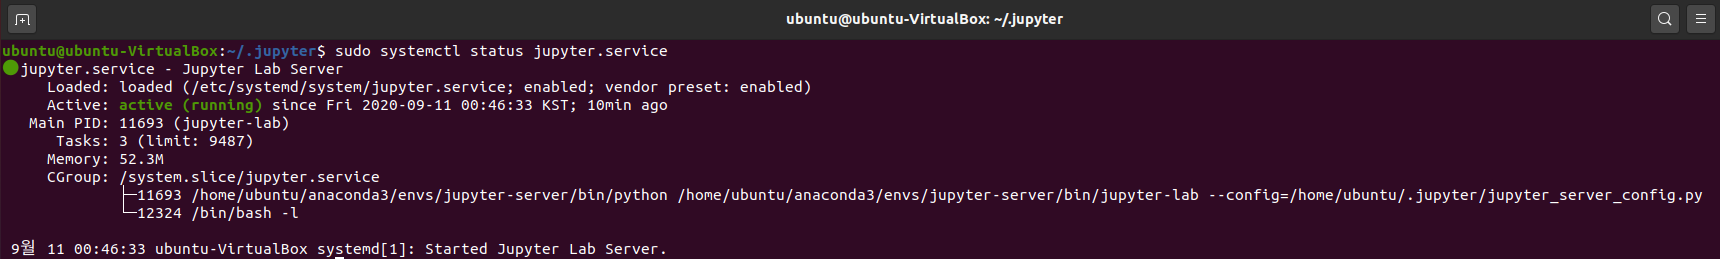 ubuntu@ubuntu-VirtualBox: ~/.jupyter
ubuntu@ubuntu-VirtualBox:~/.jupyter$ sudo systemctl status jupyter.service
● jupyter.service - Jupyter Lab Server
Loaded: loaded (/etc/systemd/system/jupyter.service; enabled; vendor preset: enabled)
Active: active (running) since Fri 2020-09-11 00:46:33 KST; 10min ago
Main PID: 11693 (jupyter-lab)
Tasks: 3 (limit: 9487)
Memory: 52.3M
CGroup: /system.slice/jupyter.service
├─11693 /home/ubuntu/anaconda3/envs/jupyter-server/bin/python /home/ubuntu/anaconda3/envs/jupyter-server/bin/jupyter-lab --config=/home/ubuntu/.jupyter/jupyter_server_config.py
└─12324 /bin/bash -l
9월 11 00:46:33 ubuntu-VirtualBox systemd[1]: Started Jupyter Lab Server.